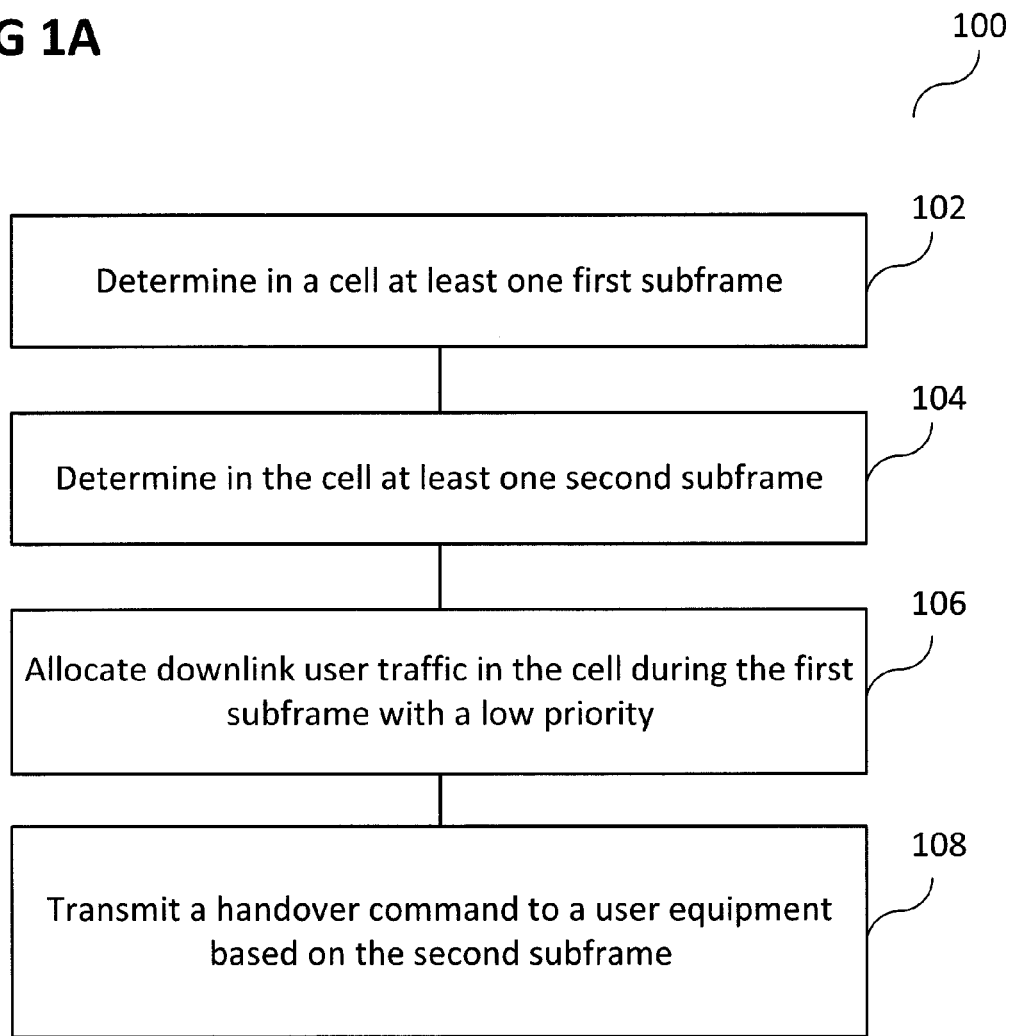 G 1A
100
102
Determine in a cell at least one first subframe
104
Determine in the cell at least one second subframe
106
Allocate downlink user traffic in the cell during the first
subframe with a low priority
108
Transmit a handover command to a user equipment
based on the second subframe